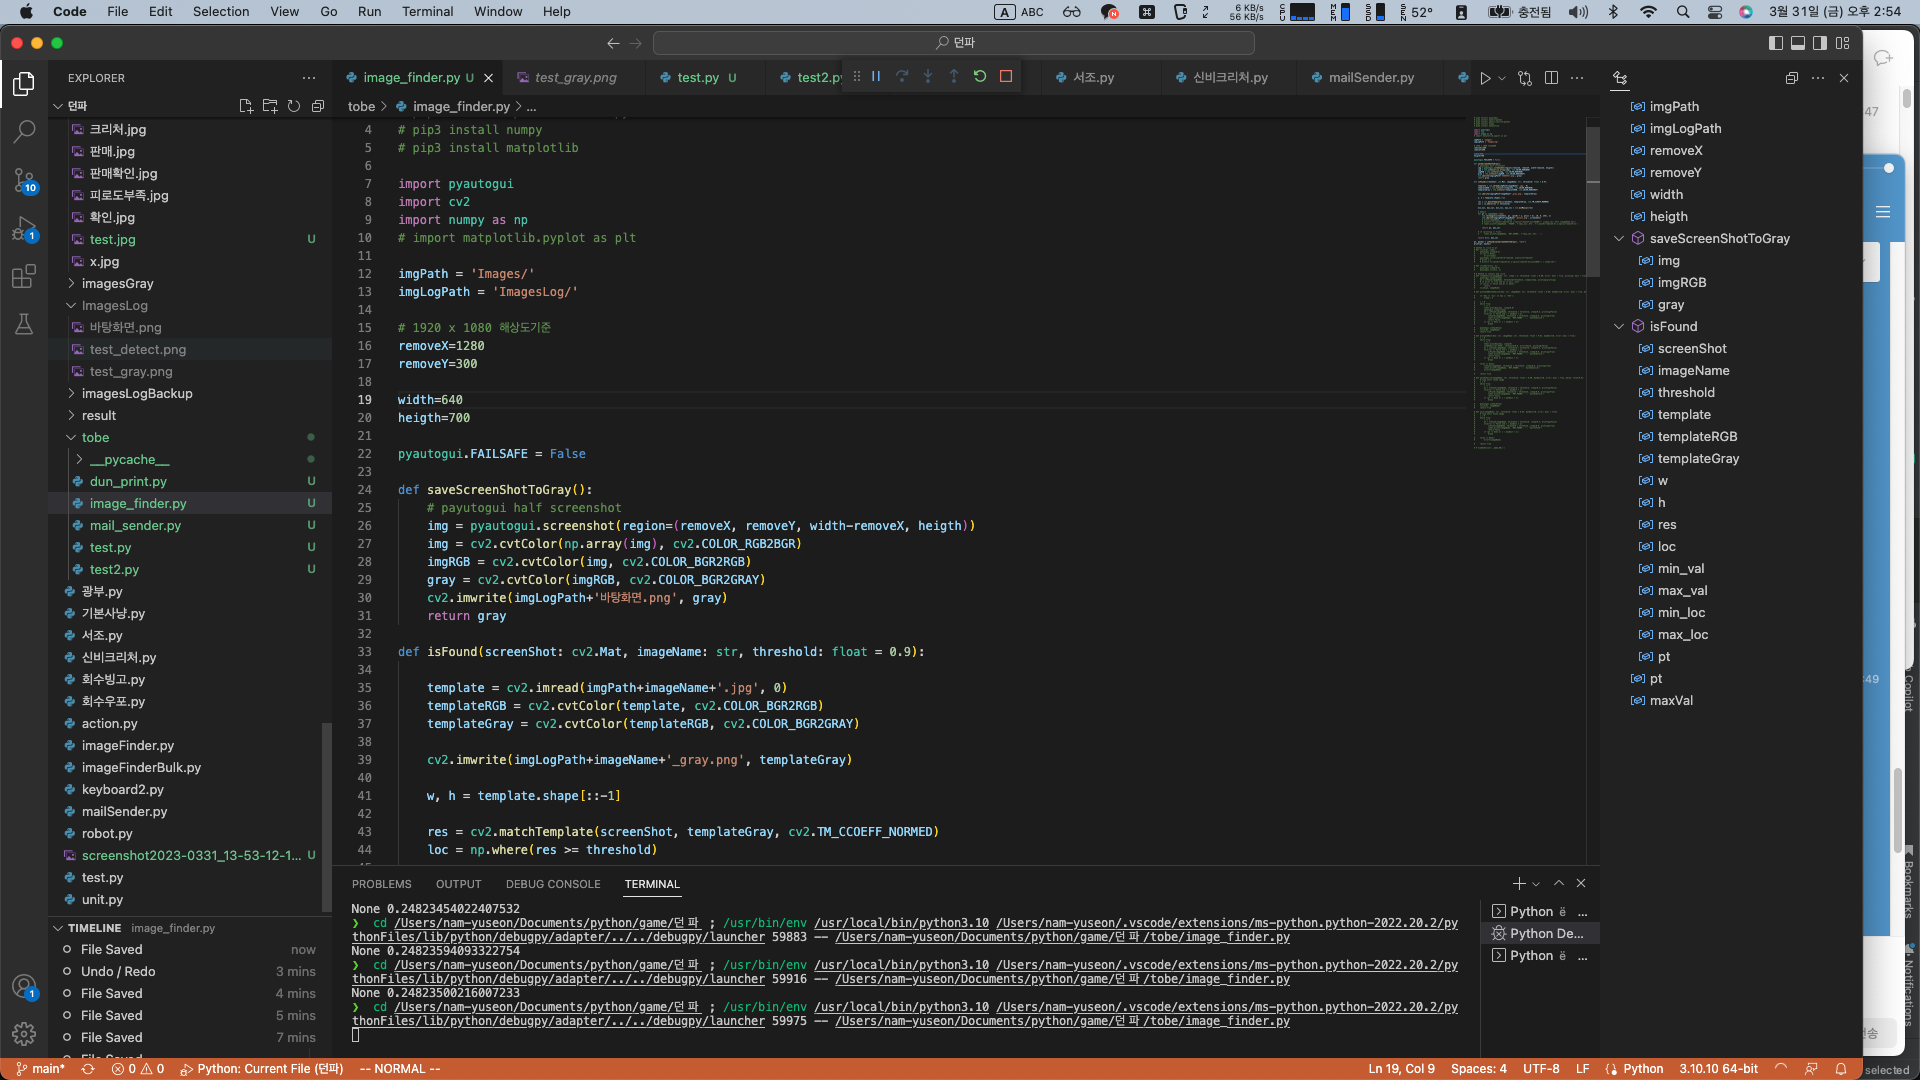 Code File Edit Selection View Go Run Terminal Window Help
A ABC
6 KB/s
56 KB/s
CPU MEM SSD SEN 52° 충전됨 3월 31일 (금) 오후 2:54
던파
EXPLORER
던파
크리처.jpg
판매.jpg
판매확인.jpg
피로도부족.jpg
확인.jpg
test.jpg U
x.jpg
imagesGray
ImagesLog
바탕화면.png
test_detect.png
test_gray.png
imagesLogBackup
result
tobe
__pycache__
dun_print.py U
image_finder.py U
mail_sender.py U
test.py U
test2.py U
광부.py
기본사냥.py
서조.py
신비크리처.py
회수빙고.py
회수우포.py
action.py
imageFinder.py
imageFinderBulk.py
keyboard2.py
mailSender.py
robot.py
screenshot2023-0331_13-53-12-1... U
test.py
unit.py
TIMELINE image_finder.py
File Saved now
Undo / Redo 3 mins
File Saved 4 mins
File Saved 5 mins
File Saved 7 mins
10
1
1
image_finder.py U test_gray.png test.py U test2.py 서조.py 신비크리처.py mailSender.py
tobe > image_finder.py > ...
4 # pip3 install numpy
5 # pip3 install matplotlib
6
7 import pyautogui
8 import cv2
9 import numpy as np
10 # import matplotlib.pyplot as plt
11
12 imgPath = 'Images/'
13 imgLogPath = 'ImagesLog/'
14
15 # 1920 x 1080 해상도기준
16 removeX=1280
17 removeY=300
18
19 width=640
20 heigth=700
21
22 pyautogui.FAILSAFE = False
23
24 def saveScreenShotToGray():
25 # payutogui half screenshot
26 img = pyautogui.screenshot(region=(removeX, removeY, width-removeX, heigth))
27 img = cv2.cvtColor(np.array(img), cv2.COLOR_RGB2BGR)
28 imgRGB = cv2.cvtColor(img, cv2.COLOR_BGR2RGB)
29 gray = cv2.cvtColor(imgRGB, cv2.COLOR_BGR2GRAY)
30 cv2.imwrite(imgLogPath+'바탕화면.png', gray)
31 return gray
32
33 def isFound(screenShot: cv2.Mat, imageName: str, threshold: float = 0.9):
34
35 template = cv2.imread(imgPath+imageName+'.jpg', 0)
36 templateRGB = cv2.cvtColor(template, cv2.COLOR_BGR2RGB)
37 templateGray = cv2.cvtColor(templateRGB, cv2.COLOR_BGR2GRAY)
38
39 cv2.imwrite(imgLogPath+imageName+'_gray.png', templateGray)
40
41 w, h = template.shape[::-1]
42
43 res = cv2.matchTemplate(screenShot, templateGray, cv2.TM_CCOEFF_NORMED)
44 loc = np.where(res >= threshold)
PROBLEMS OUTPUT DEBUG CONSOLE TERMINAL
None 0.24823454022407532
❯ cd /Users/nam-yuseon/Documents/python/game/던파 ; /usr/bin/env /usr/local/bin/python3.10 /Users/nam-yuseon/.vscode/extensions/ms-python.python-2022.20.2/py
thonFiles/lib/python/debugpy/adapter/../../debugpy/launcher 59883 -- /Users/nam-yuseon/Documents/python/game/던파/tobe/image_finder.py
None 0.24823594093322754
❯ cd /Users/nam-yuseon/Documents/python/game/던파 ; /usr/bin/env /usr/local/bin/python3.10 /Users/nam-yuseon/.vscode/extensions/ms-python.python-2022.20.2/py
thonFiles/lib/python/debugpy/adapter/../../debugpy/launcher 59916 -- /Users/nam-yuseon/Documents/python/game/던파/tobe/image_finder.py
None 0.24823500216007233
❯ cd /Users/nam-yuseon/Documents/python/game/던파 ; /usr/bin/env /usr/local/bin/python3.10 /Users/nam-yuseon/.vscode/extensions/ms-python.python-2022.20.2/py
thonFiles/lib/python/debugpy/adapter/../../debugpy/launcher 59975 -- /Users/nam-yuseon/Documents/python/game/던파/tobe/image_finder.py
Python ...
Python De...
Python ...
imgPath
imgLogPath
removeX
removeY
width
heigth
saveScreenShotToGray
img
imgRGB
gray
isFound
screenShot
imageName
threshold
template
templateRGB
templateGray
w
h
res
loc
min_val
max_val
min_loc
max_loc
pt
pt
maxVal
47
:49
Copilot
Bookmarks
Notifications
전송
selected
main* 0 0 Python: Current File (던파) -- NORMAL -- Ln 19, Col 9 Spaces: 4 UTF-8 LF Python 3.10.10 64-bit